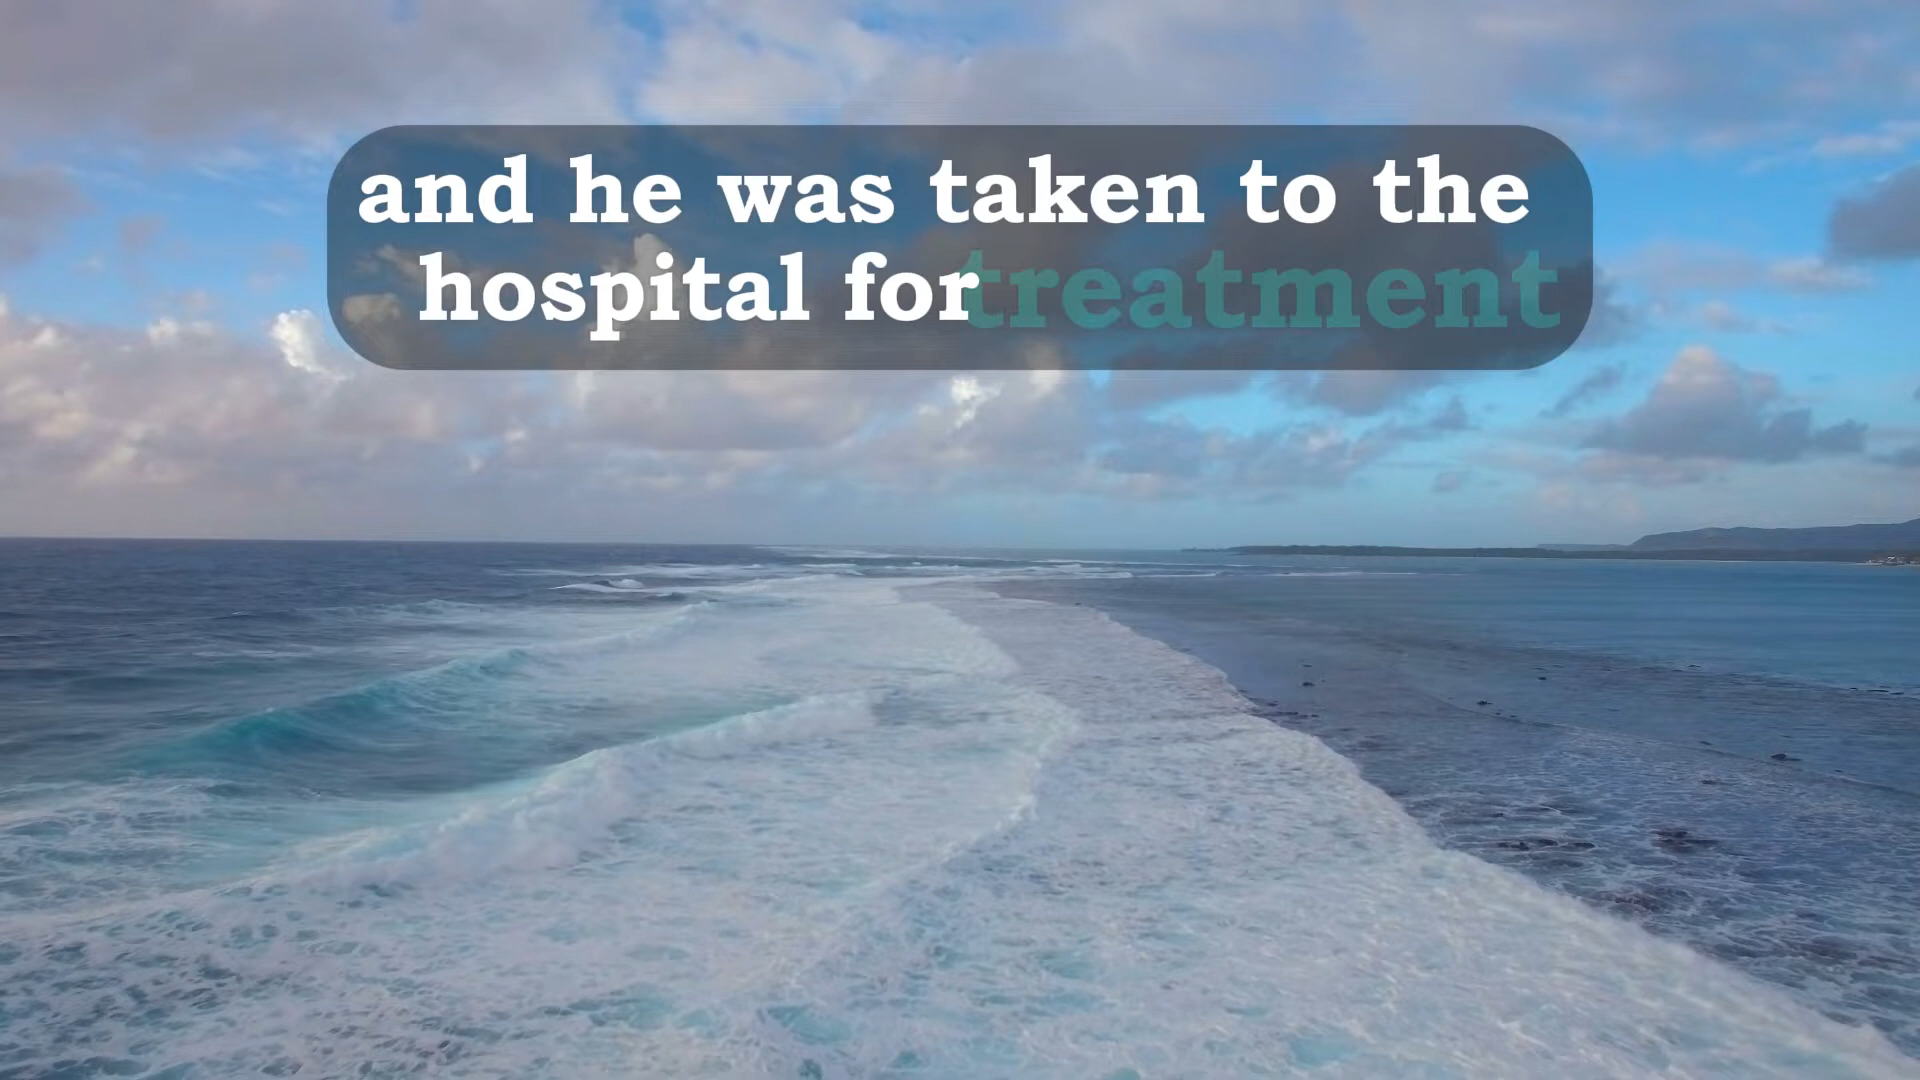 and he was taken to the
hospital for treatment